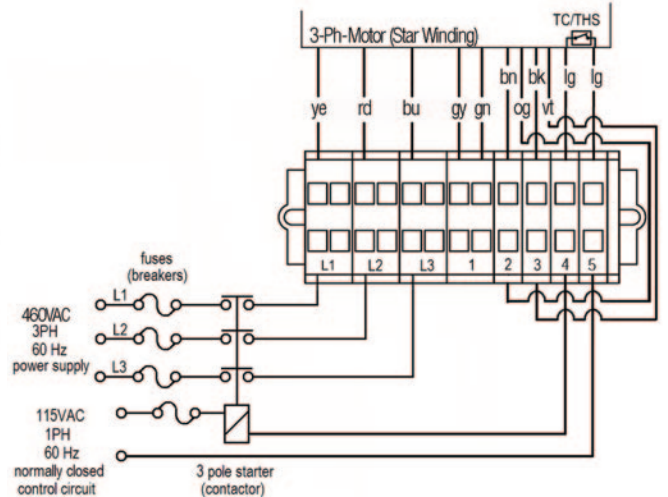 TC/THS
3-Ph-Motor (Star Winding)
bn bk lg lg
ye rd bu gy gn og vt
L1 L2 L3 1 2 3 4 5
fuses
(breakers)
L1
460VAC
3PH
60 Hz
power supply
L2
L3
115VAC
1PH
60 Hz
normally closed
control circuit
3 pole starter
(contactor)